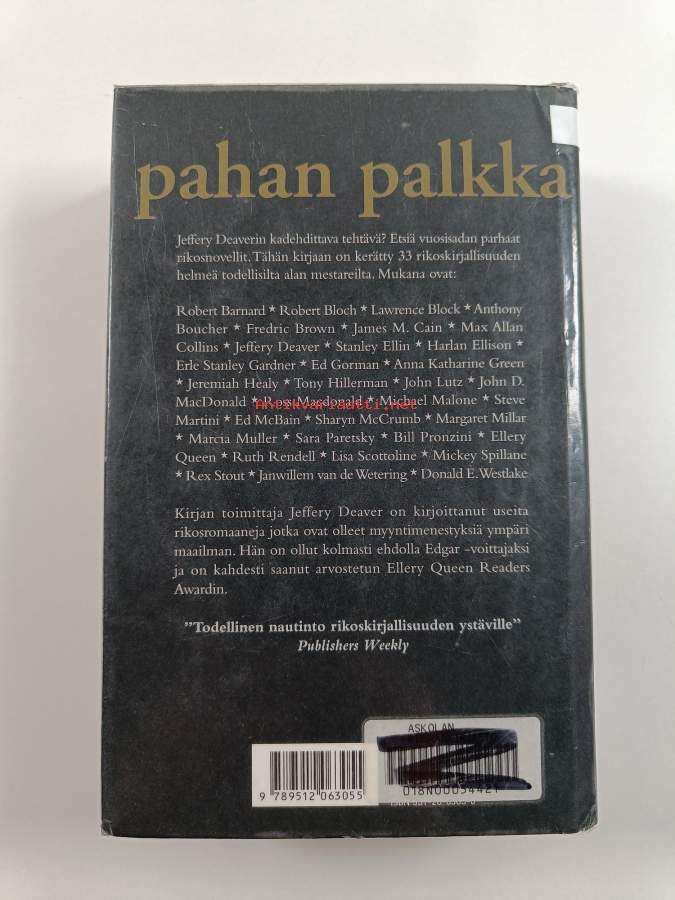 pahan palkka
Jeffery Deaverin kadehdittava tehtävä? Etsiä vuosisadan parhaat
rikosnovellit. Tähän kirjaan on kerätty 33 rikoskirjallisuuden
helmeä todellisilta alan mestareilta. Mukana ovat:
Robert Barnard * Robert Bloch * Lawrence Block * Anthony
Boucher * Fredric Brown * James M. Cain * Max Allan
Collins * Jeffery Deaver * Stanley Ellin * Harlan Ellison *
Erle Stanley Gardner * Ed Gorman * Anna Katharine Green
* Jeremiah Healy * Tony Hillerman * John Lutz * John D.
MacDonald * Ross Macdonald * Michael Malone * Steve
Antikvariaatti.net
Martini * Ed McBain * Sharyn McCrumb * Margaret Millar
* Marcia Muller * Sara Paretsky * Bill Pronzini * Ellery
Queen * Ruth Rendell * Lisa Scottoline * Mickey Spillane
* Rex Stout * Janwillem van de Wetering * Donald E. Westlake
Kirjan toimittaja Jeffery Deaver on kirjoittanut useita
rikosromaaneja jotka ovat olleet myyntimenestyksiä ympäri
maailman. Hän on ollut kolmasti ehdolla Edgar -voittajaksi
ja on kahdesti saanut arvostetun Ellery Queen Readers
Awardin.
”Todellinen nautinto rikoskirjallisuuden ystäville”
Publishers Weekly
ASKOLAN
018N00054421
9 789512 063055